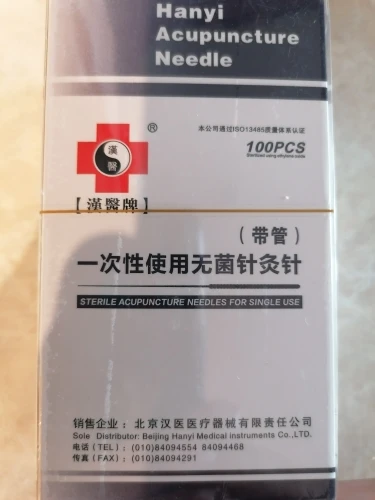 Hanyi
Acupuncture
Needle
本公司通过ISO13485质量体系认证
漢
醫
®
100PCS
Sterilized using ethylene oxide
【漢醫牌】
(带管)
一次性使用无菌针灸针
STERILE ACUPUNCTURE NEEDLES FOR SINGLE USE
销售企业：北京汉医医疗器械有限责任公司
Sole Distributor: Beijing Hanyi Medical instruments Co.,LTD.
电话（TEL）：(010)84094554 84094468
传真（FAX）：(010)84094291